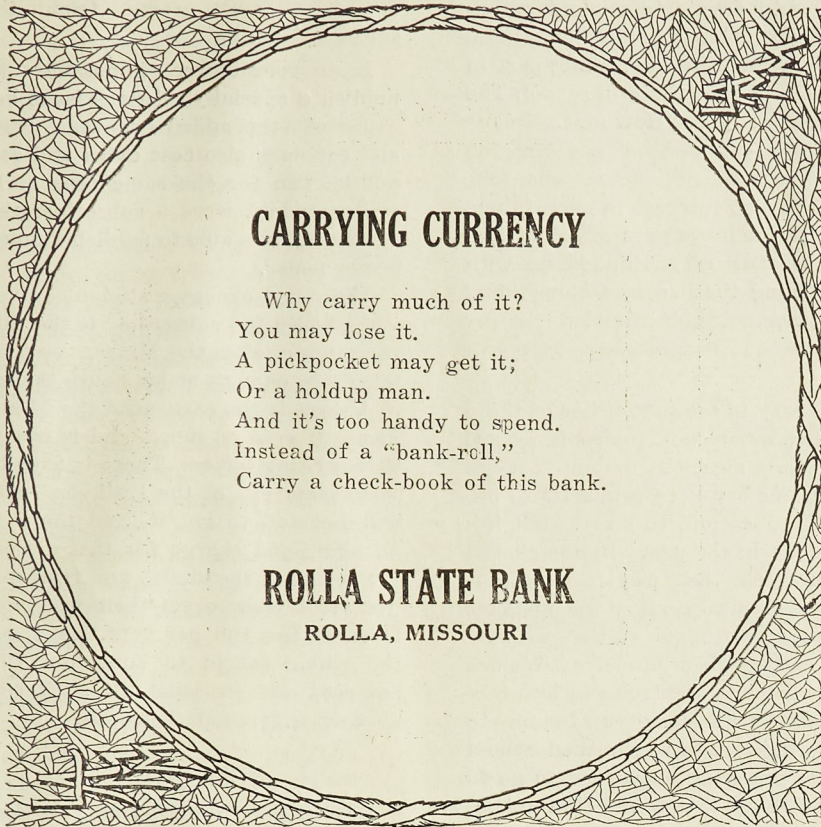 LAMM
CARRYING CURRENCY
Why carry much of it?
You may lose it.
A pickpocket may get it;
Or a holdup man.
And it's too handy to spend.
Instead of a "bank-roll,"
Carry a check-book of this bank.
ROLLA STATE BANK
ROLLA, MISSOURI
LAMM